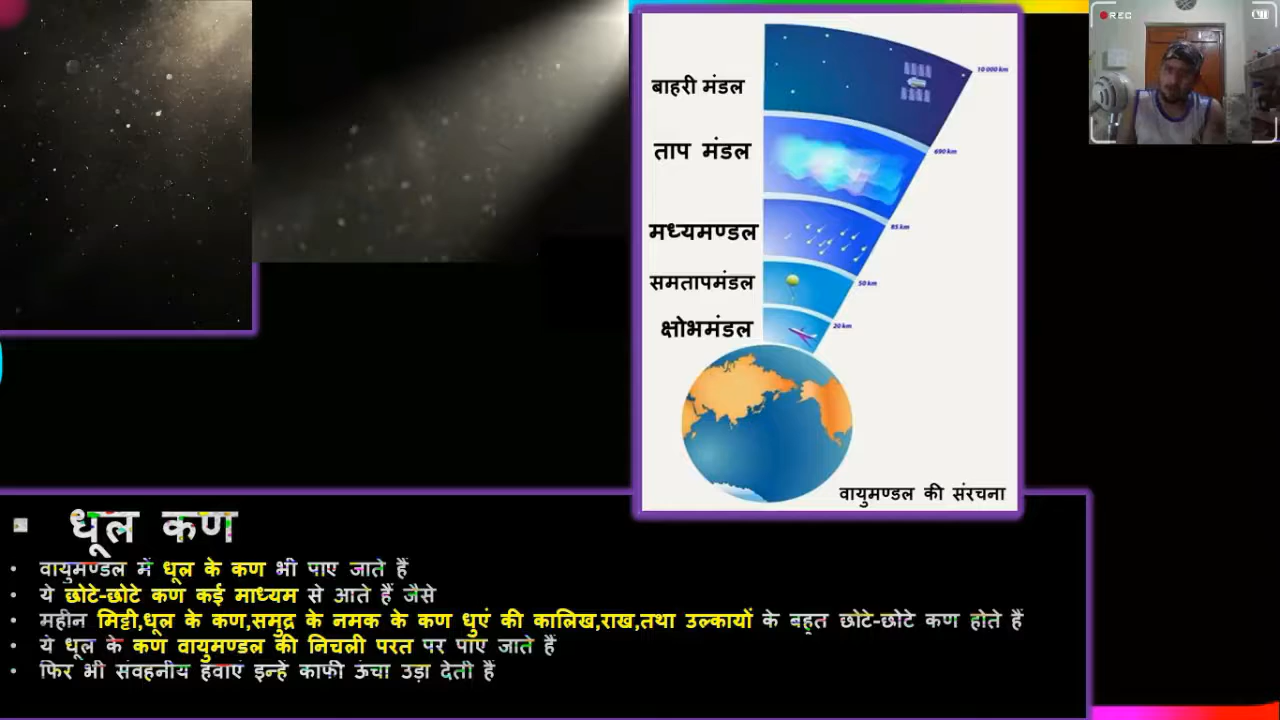 REC
बाहरी मंडल
10 000 km
ताप मंडल
690 km
मध्यमण्डल
85 km
समतापमंडल
50 km
क्षोभमंडल
20 km
वायुमण्डल की संरचना
▪ धूल कण
• वायुमण्डल में धूल के कण भी पाए जाते हैं
• ये छोटे-छोटे कण कई माध्यम से आते हैं जैसे
• महीन मिट्टी,धूल के कण,समुद्र के नमक के कण धुएं की कालिख,राख,तथा उल्कायों के बहुत छोटे-छोटे कण होते हैं
• ये धूल के कण वायुमण्डल की निचली परत पर पाए जाते हैं
• फिर भी संवहनीय हवाएं इन्हें काफी ऊंचा उड़ा देती हैं